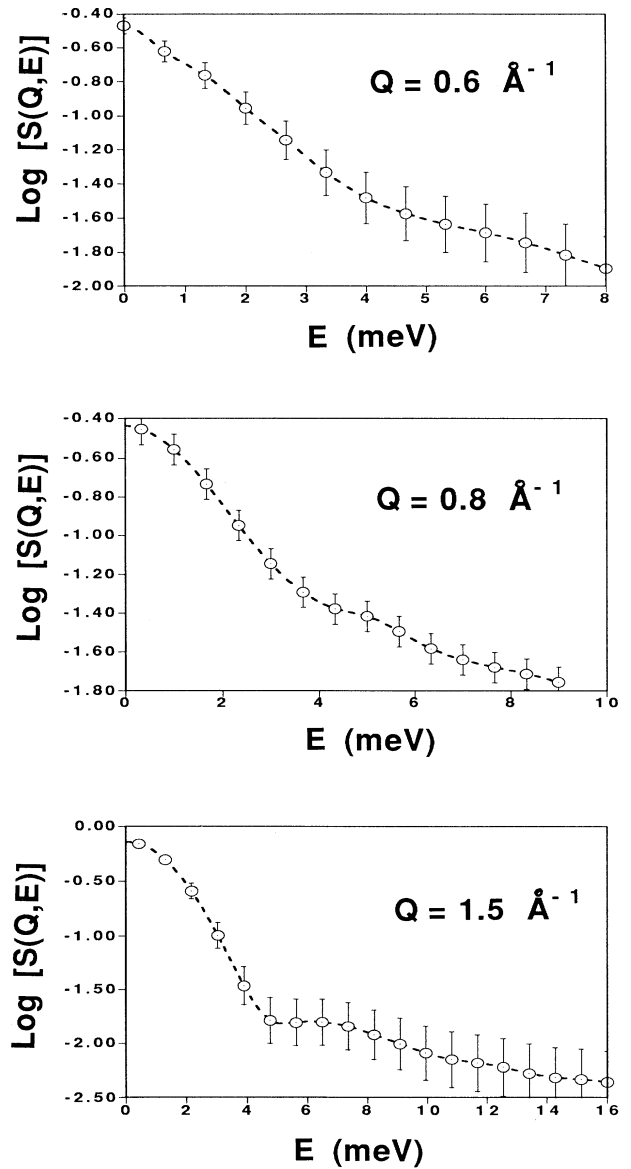 -0.40
-0.60
-0.80
-1.00
-1.20
-1.40
-1.60
-1.80
-2.00
Log [S(Q,E)]
Q = 0.6 Å⁻¹
0 1 2 3 4 5 6 7 8
E (meV)
-0.40
-0.60
-0.80
-1.00
-1.20
-1.40
-1.60
-1.80
Log [S(Q,E)]
Q = 0.8 Å⁻¹
0 2 4 6 8 10
E (meV)
0.00
-0.50
-1.00
-1.50
-2.00
-2.50
Log [S(Q,E)]
Q = 1.5 Å⁻¹
0 2 4 6 8 10 12 14 16
E (meV)